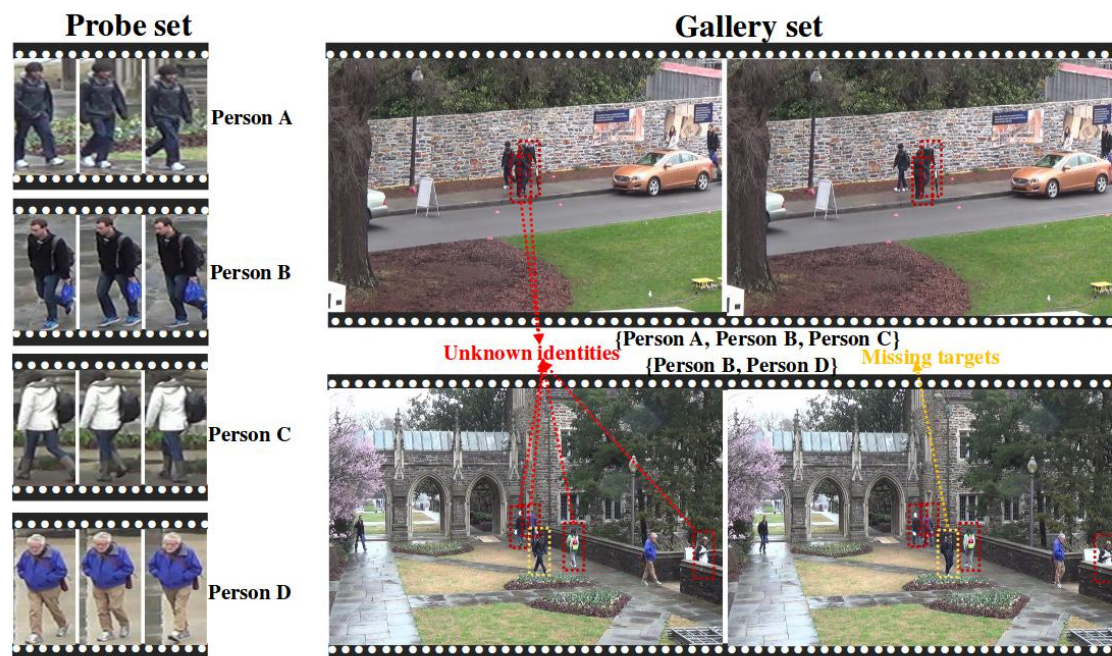 Probe set
Gallery set
Person A
Person B
Person C
Person D
{Person A, Person B, Person C}
Unknown identities
{Person B, Person D}
Missing targets